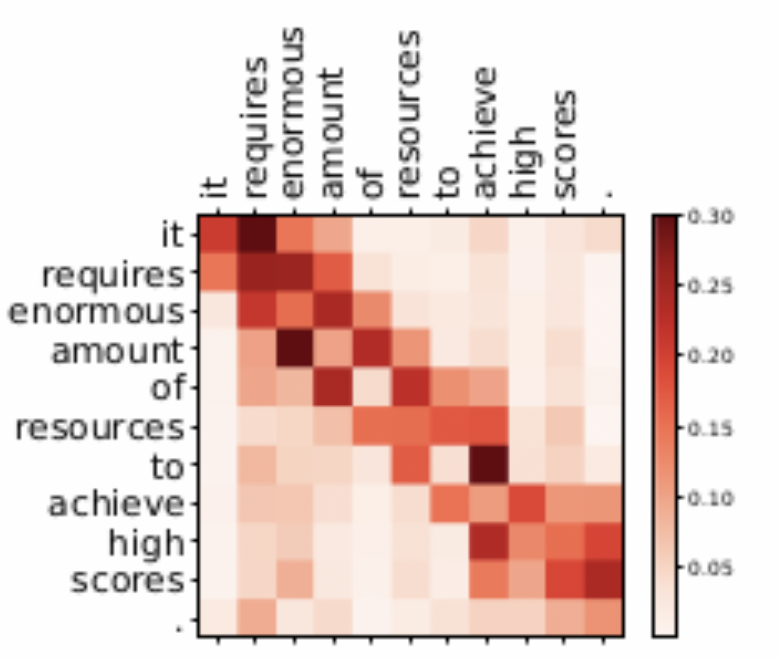 it requires enormous amount of resources to achieve high scores .
it
requires
enormous
amount
of
resources
to
achieve
high
scores
.
0.30
0.25
0.20
0.15
0.10
0.05